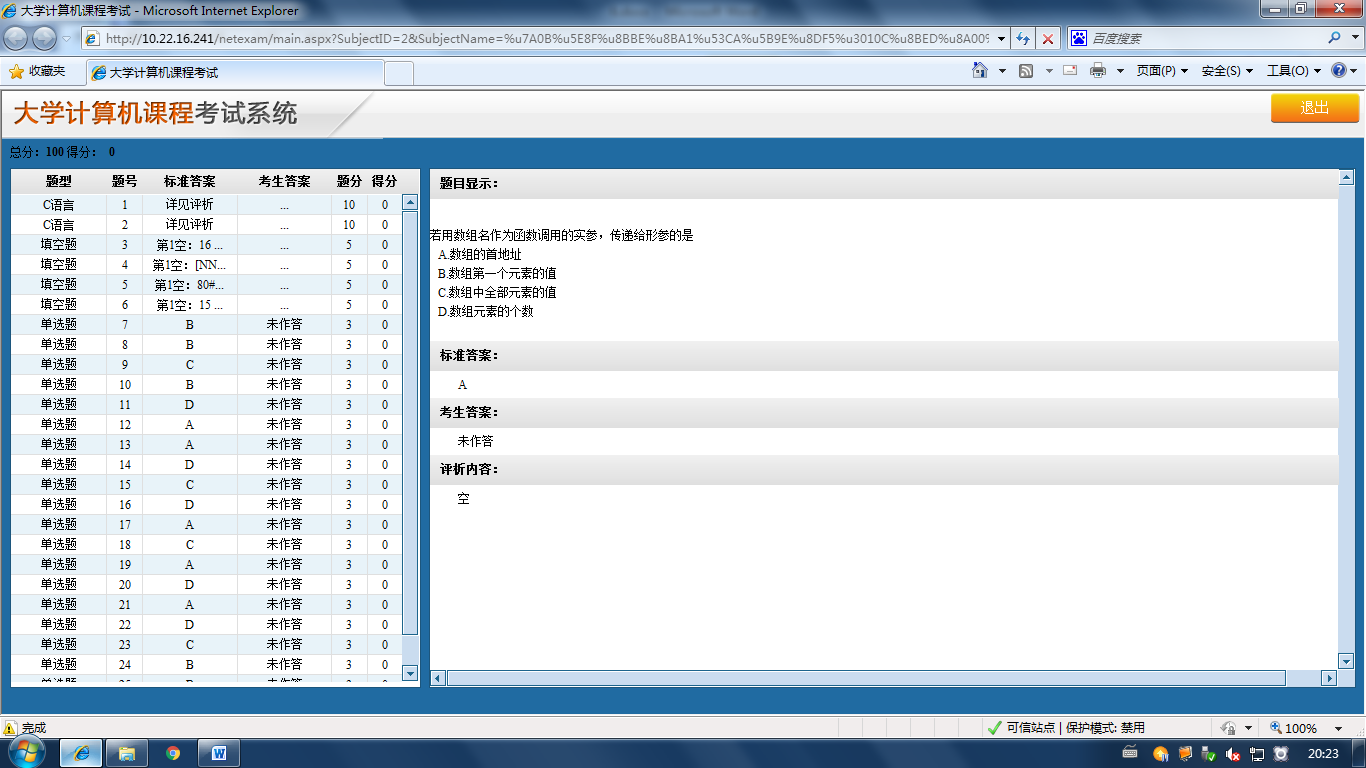 大学计算机课程考试 - Microsoft Internet Explorer
http://10.22.16.241/netexam/main.aspx?SubjectID=2&SubjectName=%u7A0B%u5E8F%u8BBE%u8BA1%u53CA%u5B9E%u8DF5%u3010C%u8BED%u8A00%
百度搜索
收藏夹
大学计算机课程考试
页面(P)
安全(S)
工具(O)
大学计算机课程考试系统
退出
总分：100 得分： 0
题型 题号 标准答案 考生答案 题分 得分
C语言 1 详见评析 ... 10 0
C语言 2 详见评析 ... 10 0
填空题 3 第1空：16 ... ... 5 0
填空题 4 第1空：[NN... ... 5 0
填空题 5 第1空：80#... ... 5 0
填空题 6 第1空：15 ... ... 5 0
单选题 7 B 未作答 3 0
单选题 8 B 未作答 3 0
单选题 9 C 未作答 3 0
单选题 10 B 未作答 3 0
单选题 11 D 未作答 3 0
单选题 12 A 未作答 3 0
单选题 13 A 未作答 3 0
单选题 14 D 未作答 3 0
单选题 15 C 未作答 3 0
单选题 16 D 未作答 3 0
单选题 17 A 未作答 3 0
单选题 18 C 未作答 3 0
单选题 19 A 未作答 3 0
单选题 20 D 未作答 3 0
单选题 21 A 未作答 3 0
单选题 22 D 未作答 3 0
单选题 23 C 未作答 3 0
单选题 24 B 未作答 3 0
题目显示：
若用数组名作为函数调用的实参，传递给形参的是
A.数组的首地址
B.数组第一个元素的值
C.数组中全部元素的值
D.数组元素的个数
标准答案：
A
考生答案：
未作答
评析内容：
空
完成
可信站点 | 保护模式: 禁用
100%
20:23